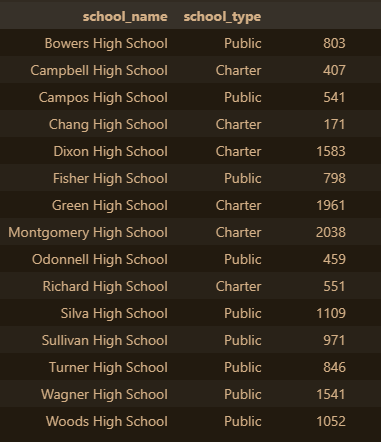 school_name school_type
Bowers High School Public 803
Campbell High School Charter 407
Campos High School Public 541
Chang High School Charter 171
Dixon High School Charter 1583
Fisher High School Public 798
Green High School Charter 1961
Montgomery High School Charter 2038
Odonnell High School Public 459
Richard High School Charter 551
Silva High School Public 1109
Sullivan High School Public 971
Turner High School Public 846
Wagner High School Public 1541
Woods High School Public 1052